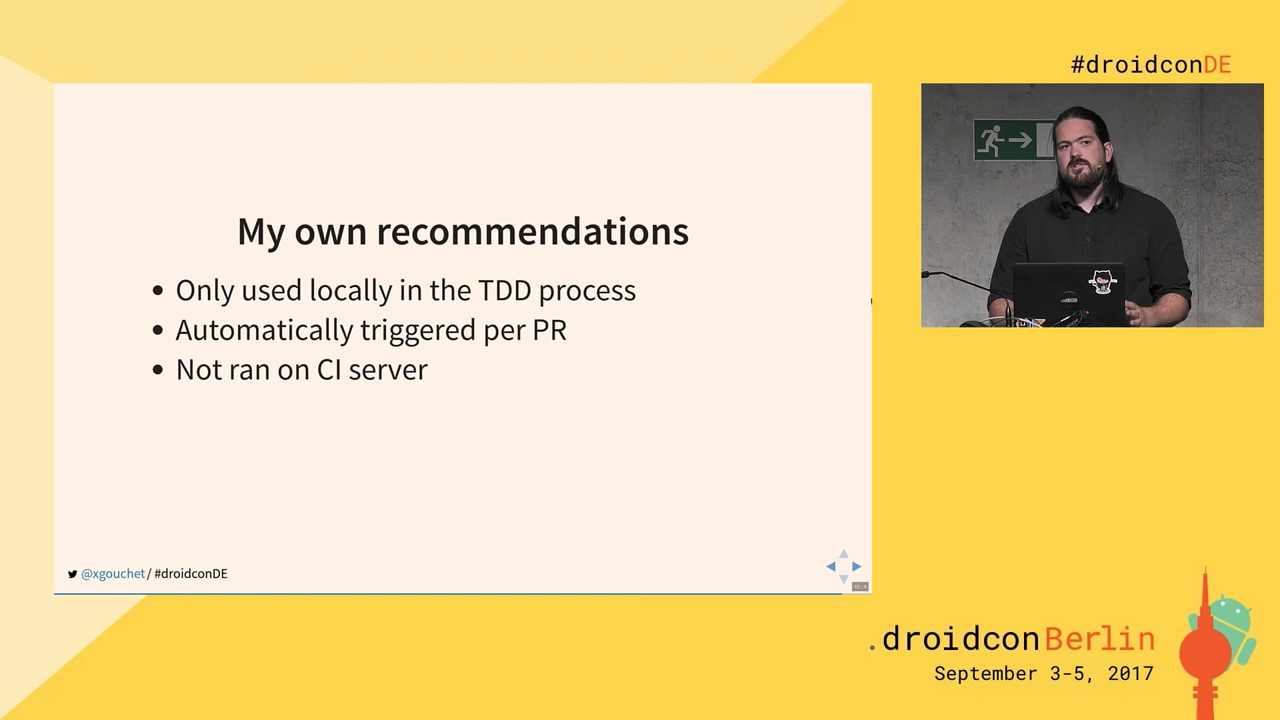 #droidconDE
My own recommendations
• Only used locally in the TDD process
• Automatically triggered per PR
• Not ran on CI server
@xgouchet / #droidconDE
.droidconBerlin
September 3-5, 2017